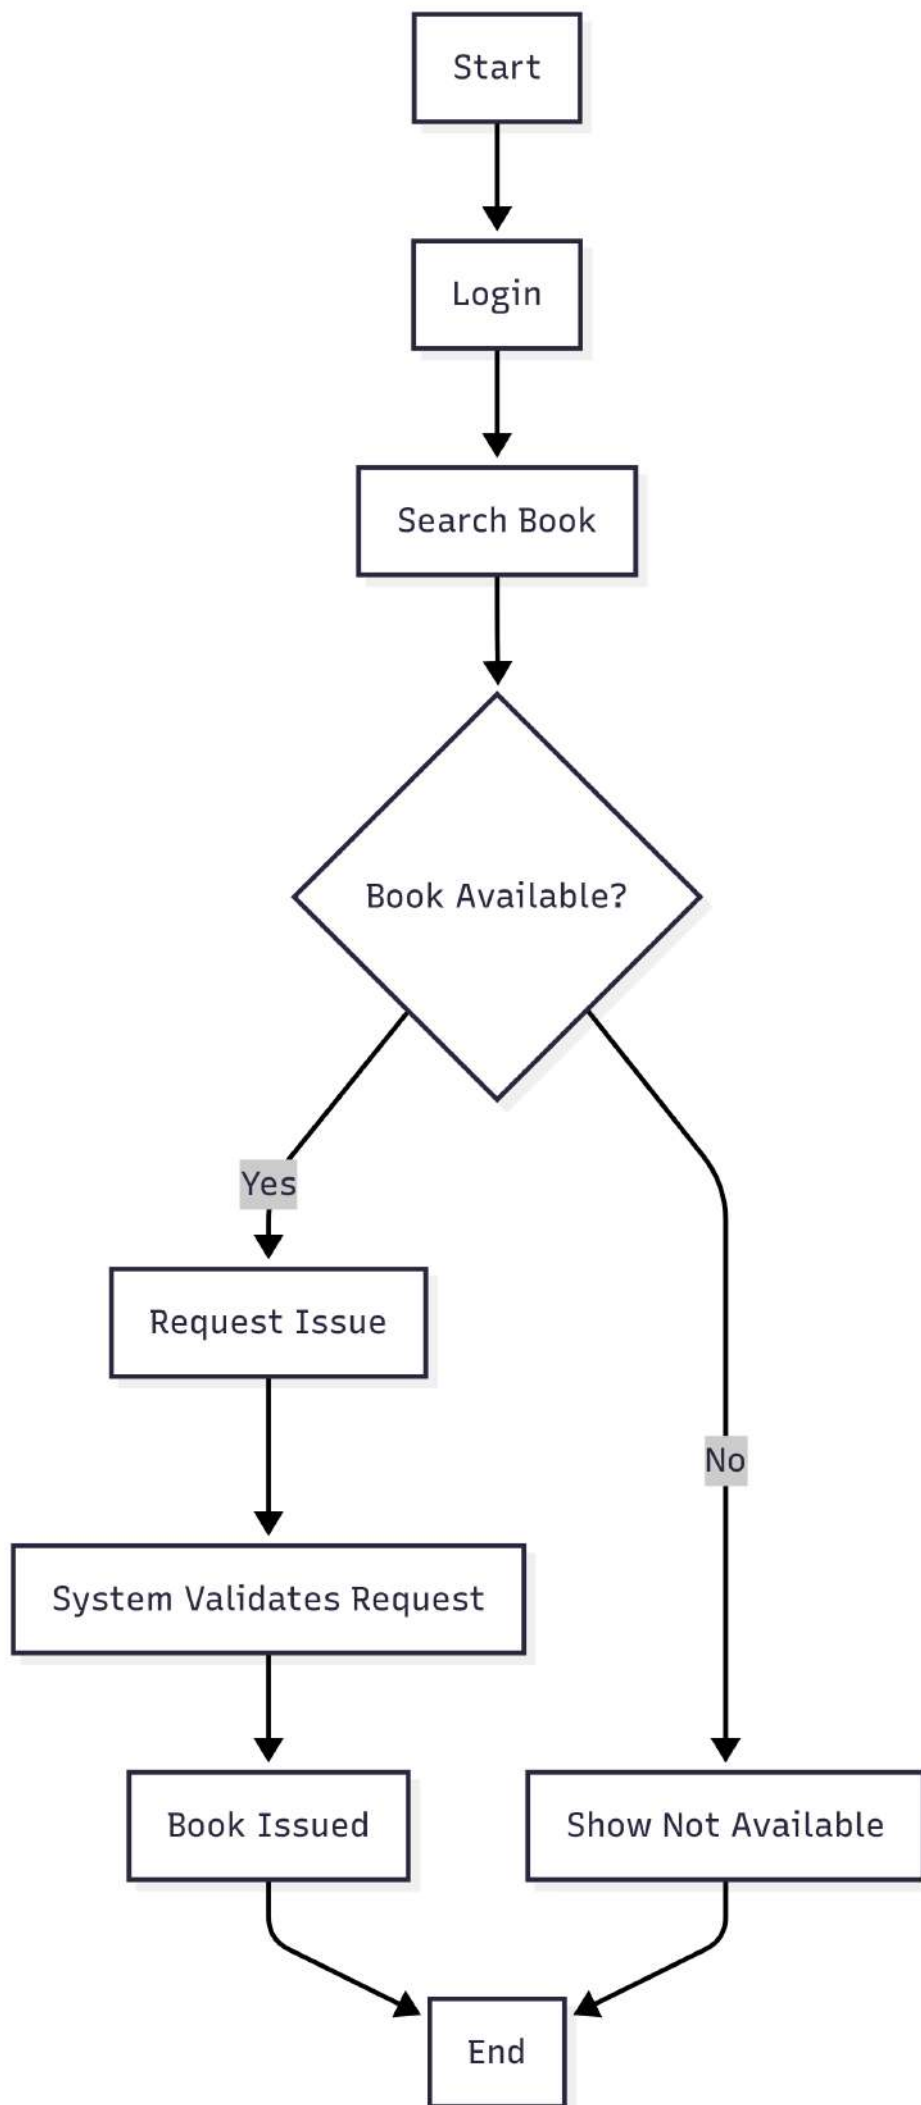 Start
Login
Search Book
Book Available?
Yes
Request Issue
No
System Validates Request
Book Issued
Show Not Available
End